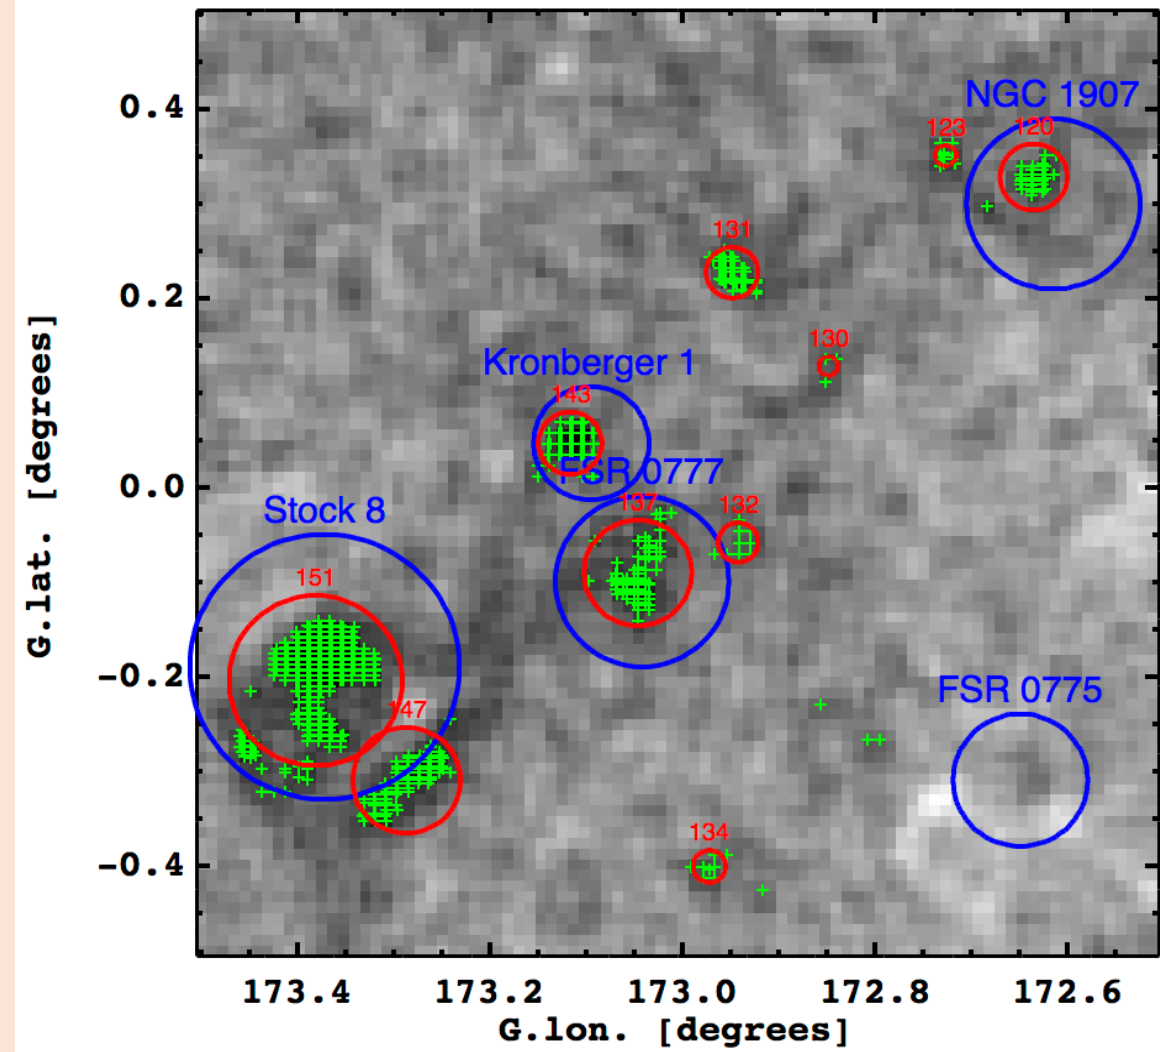 NGC 1907
0.4
123
120
131
0.2
130
Kronberger 1
143
0.0
FSR 0777
Stock 8
137
132
151
-0.2
FSR 0775
147
134
-0.4
G.lat. [degrees]
173.4 173.2 173.0 172.8 172.6
G.lon. [degrees]